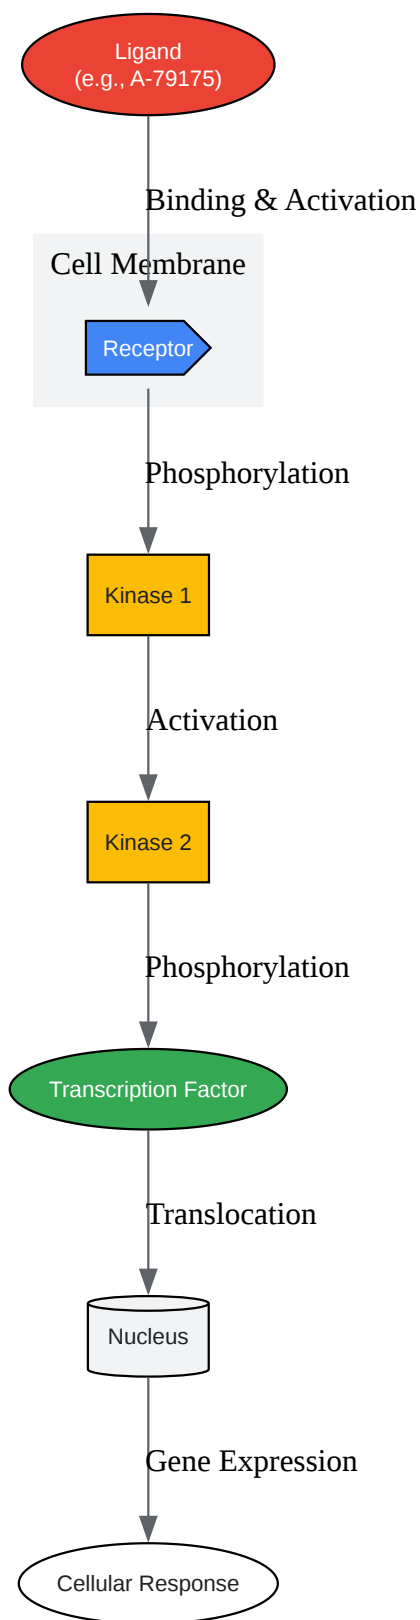 Ligand
(e.g., A-79175)
Binding & Activation
Cell Membrane
Receptor
Phosphorylation
Kinase 1
Activation
Kinase 2
Phosphorylation
Transcription Factor
Translocation
Nucleus
Gene Expression
Cellular Response